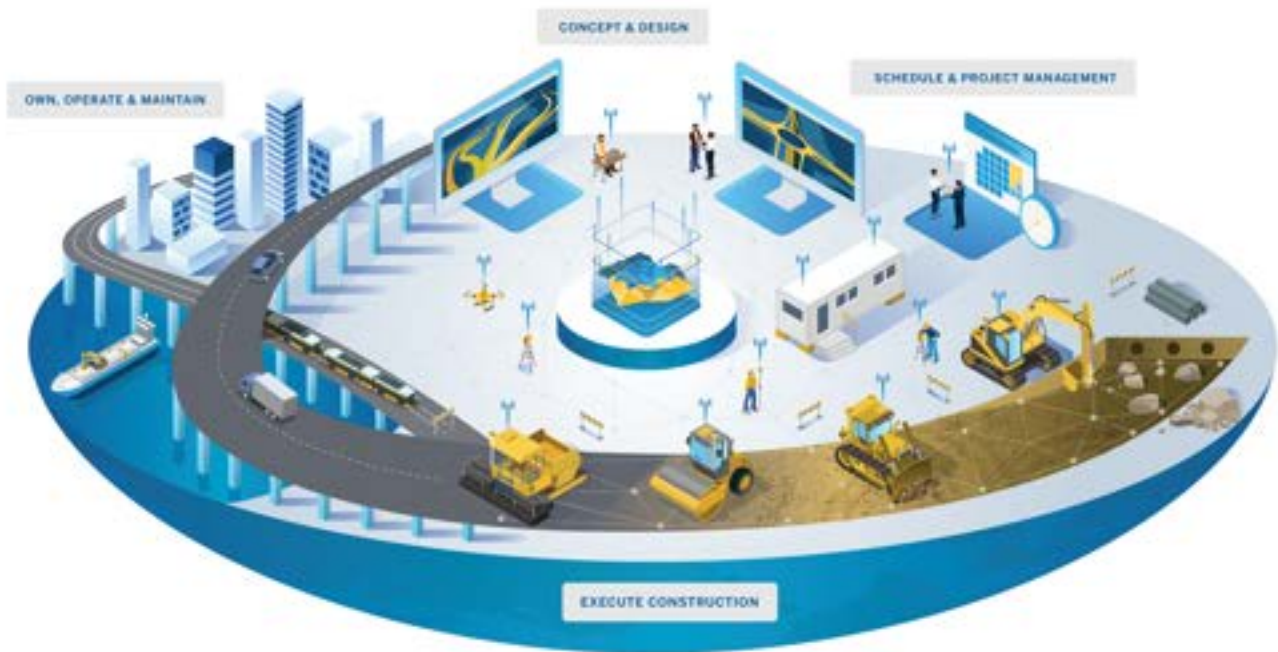 CONCEPT & DESIGN
SCHEDULE & PROJECT MANAGEMENT
OWN, OPERATE & MAINTAIN
EXECUTE CONSTRUCTION